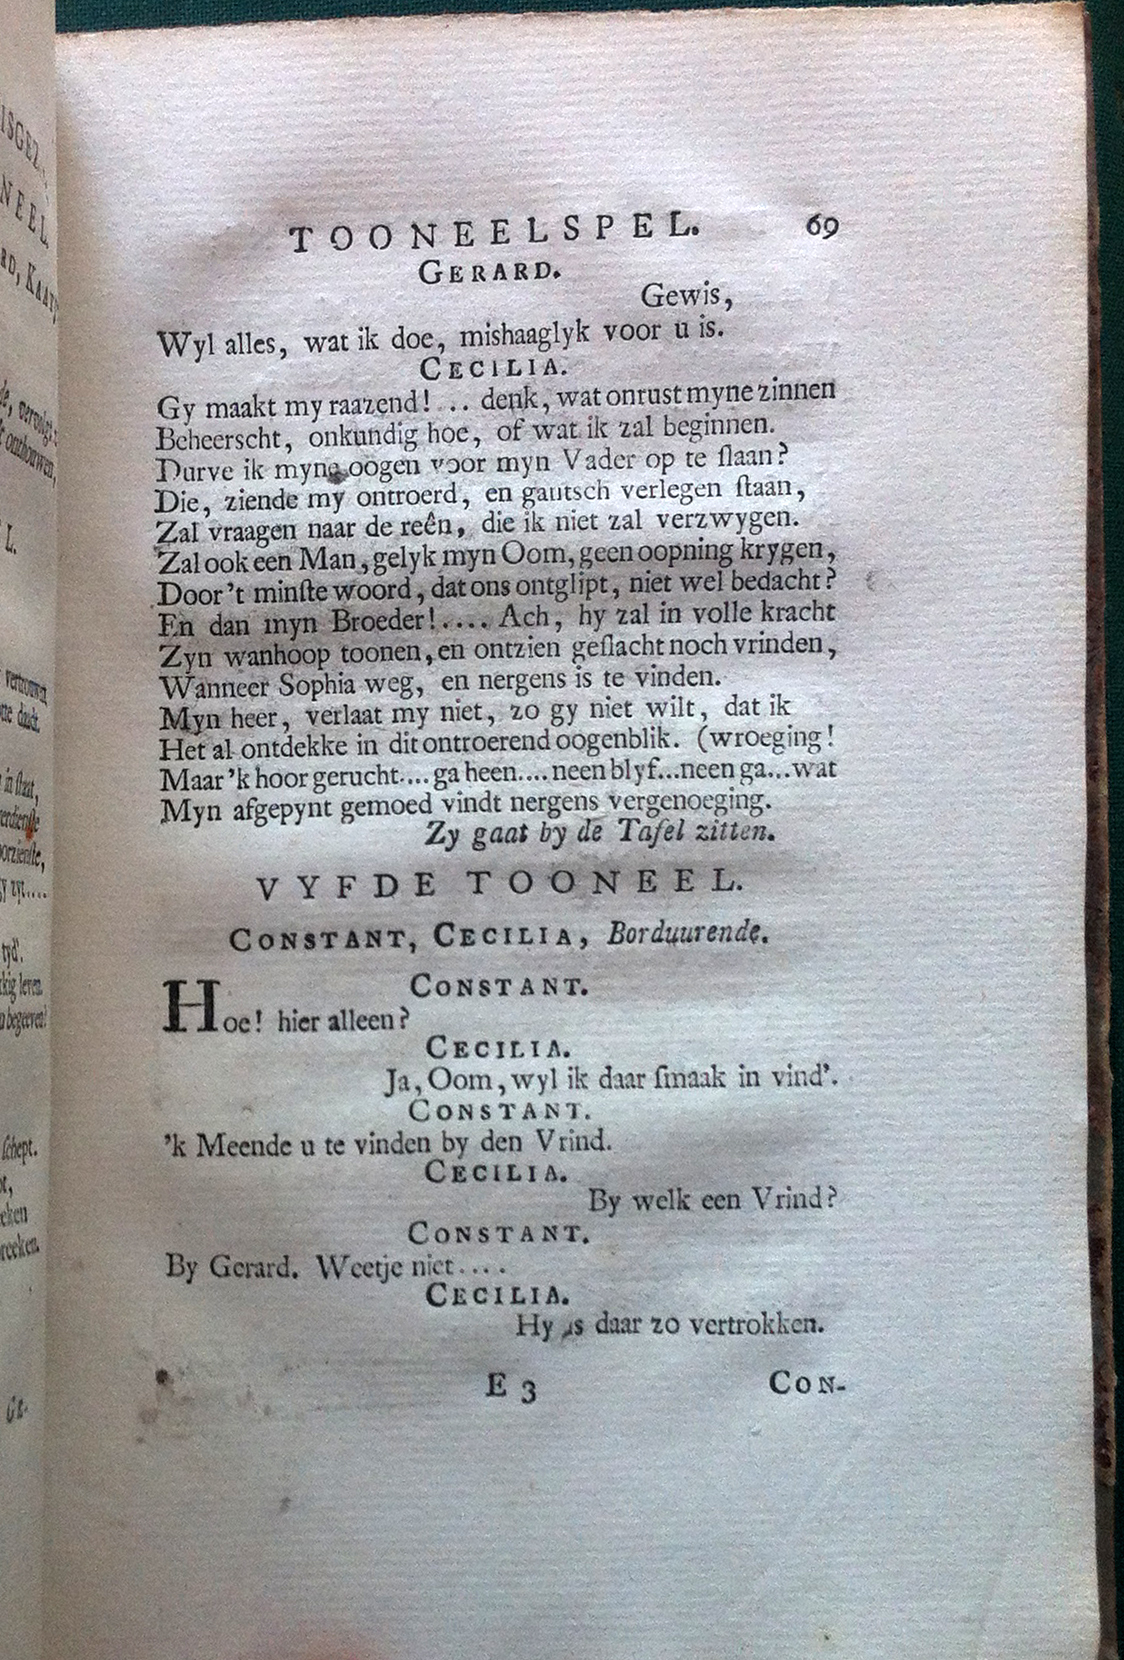 TOONEELSPEL. 69
GERARD.
Gewis,
Wyl alles, wat ik doe, mishaaglyk voor u is.
CECILIA.
Gy maakt my raazend! .. denk, wat onrust myne zinnen
Beheerscht, onkundig hoe, of wat ik zal beginnen.
Durve ik myne oogen voor myn Vader op te ſlaan?
Die, ziende my ontroerd, en gantsch verlegen ſtaan,
Zal vraagen naar de reên, die ik niet zal verzwygen.
Zal ook een Man, gelyk myn Oom, geen oopning krygen,
Door 't minſte woord, dat ons ontglipt, niet wel bedacht?
En dan myn Broeder!.... Ach, hy zal in volle kracht
Zyn wanhoop toonen, en ontzien geſlacht noch vrinden,
Wanneer Sophia weg, en nergens is te vinden.
Myn heer, verlaat my niet, zo gy niet wilt, dat ik
Het al ontdekke in dit ontroerend oogenblik. (wroeging!
Maar 'k hoor gerucht.... ga heen.... neen blyf...neen ga...wat
Myn afgepynt gemoed vindt nergens vergenoeging.
Zy gaat by de Tafel zitten.
VYFDE TOONEEL.
CONSTANT, CECILIA, Borduurende.
CONSTANT.
Hoe! hier alleen?
CECILIA.
Ja, Oom, wyl ik daar ſmaak in vind'.
CONSTANT.
'k Meende u te vinden by den Vrind.
CECILIA.
By welk een Vrind?
CONSTANT.
By Gerard. Weetje niet....
CECILIA.
Hy is daar zo vertrokken.
E 3 CON-